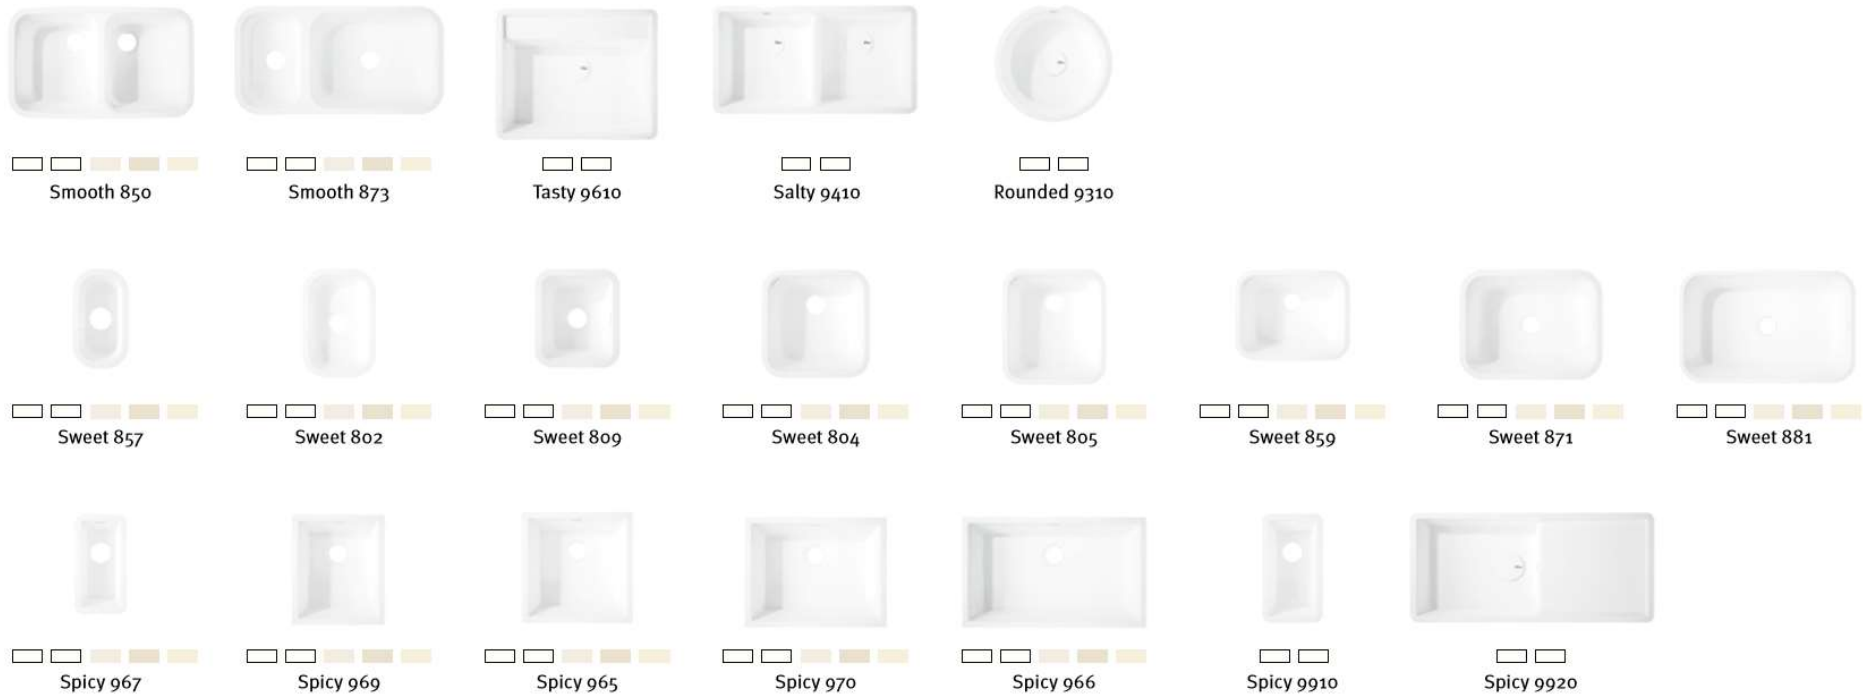 Smooth 850
Smooth 873
Tasty 9610
Salty 9410
Rounded 9310
Sweet 857
Sweet 802
Sweet 809
Sweet 804
Sweet 805
Sweet 859
Sweet 871
Sweet 881
Spicy 967
Spicy 969
Spicy 965
Spicy 970
Spicy 966
Spicy 9910
Spicy 9920